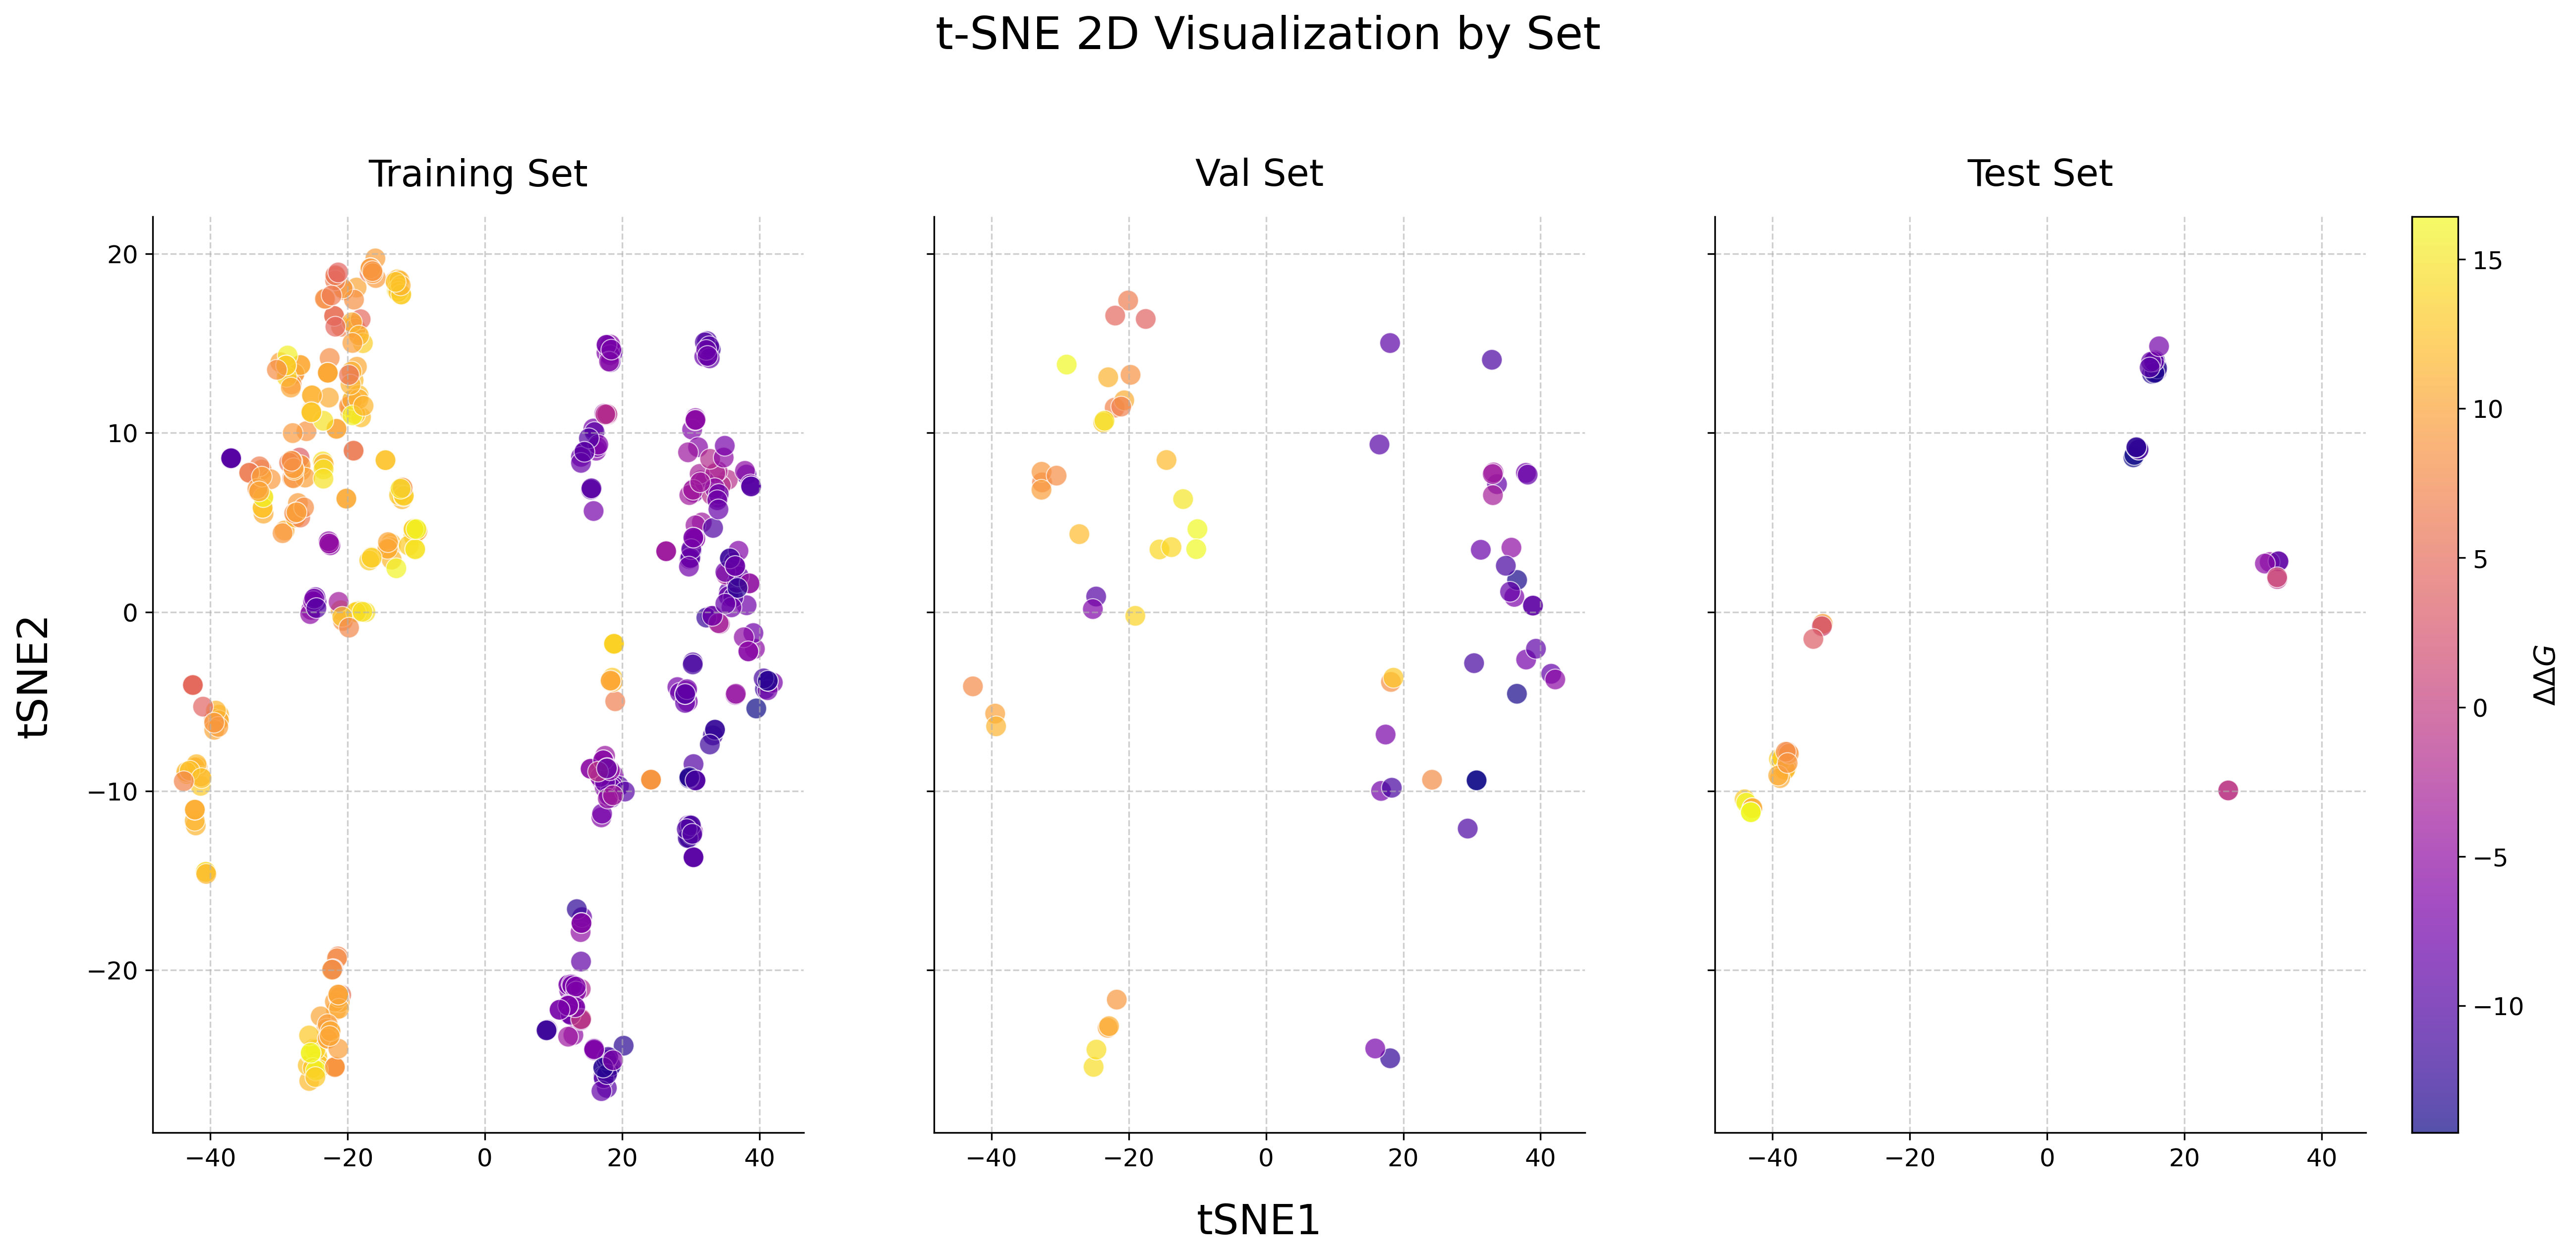 t-SNE 2D Visualization by Set
Training Set
Val Set
Test Set
tSNE2
20
10
0
−10
−20
−40 −20 0 20 40
−40 −20 0 20 40
−40 −20 0 20 40
tSNE1
15
10
5
0
−5
−10
ΔΔG